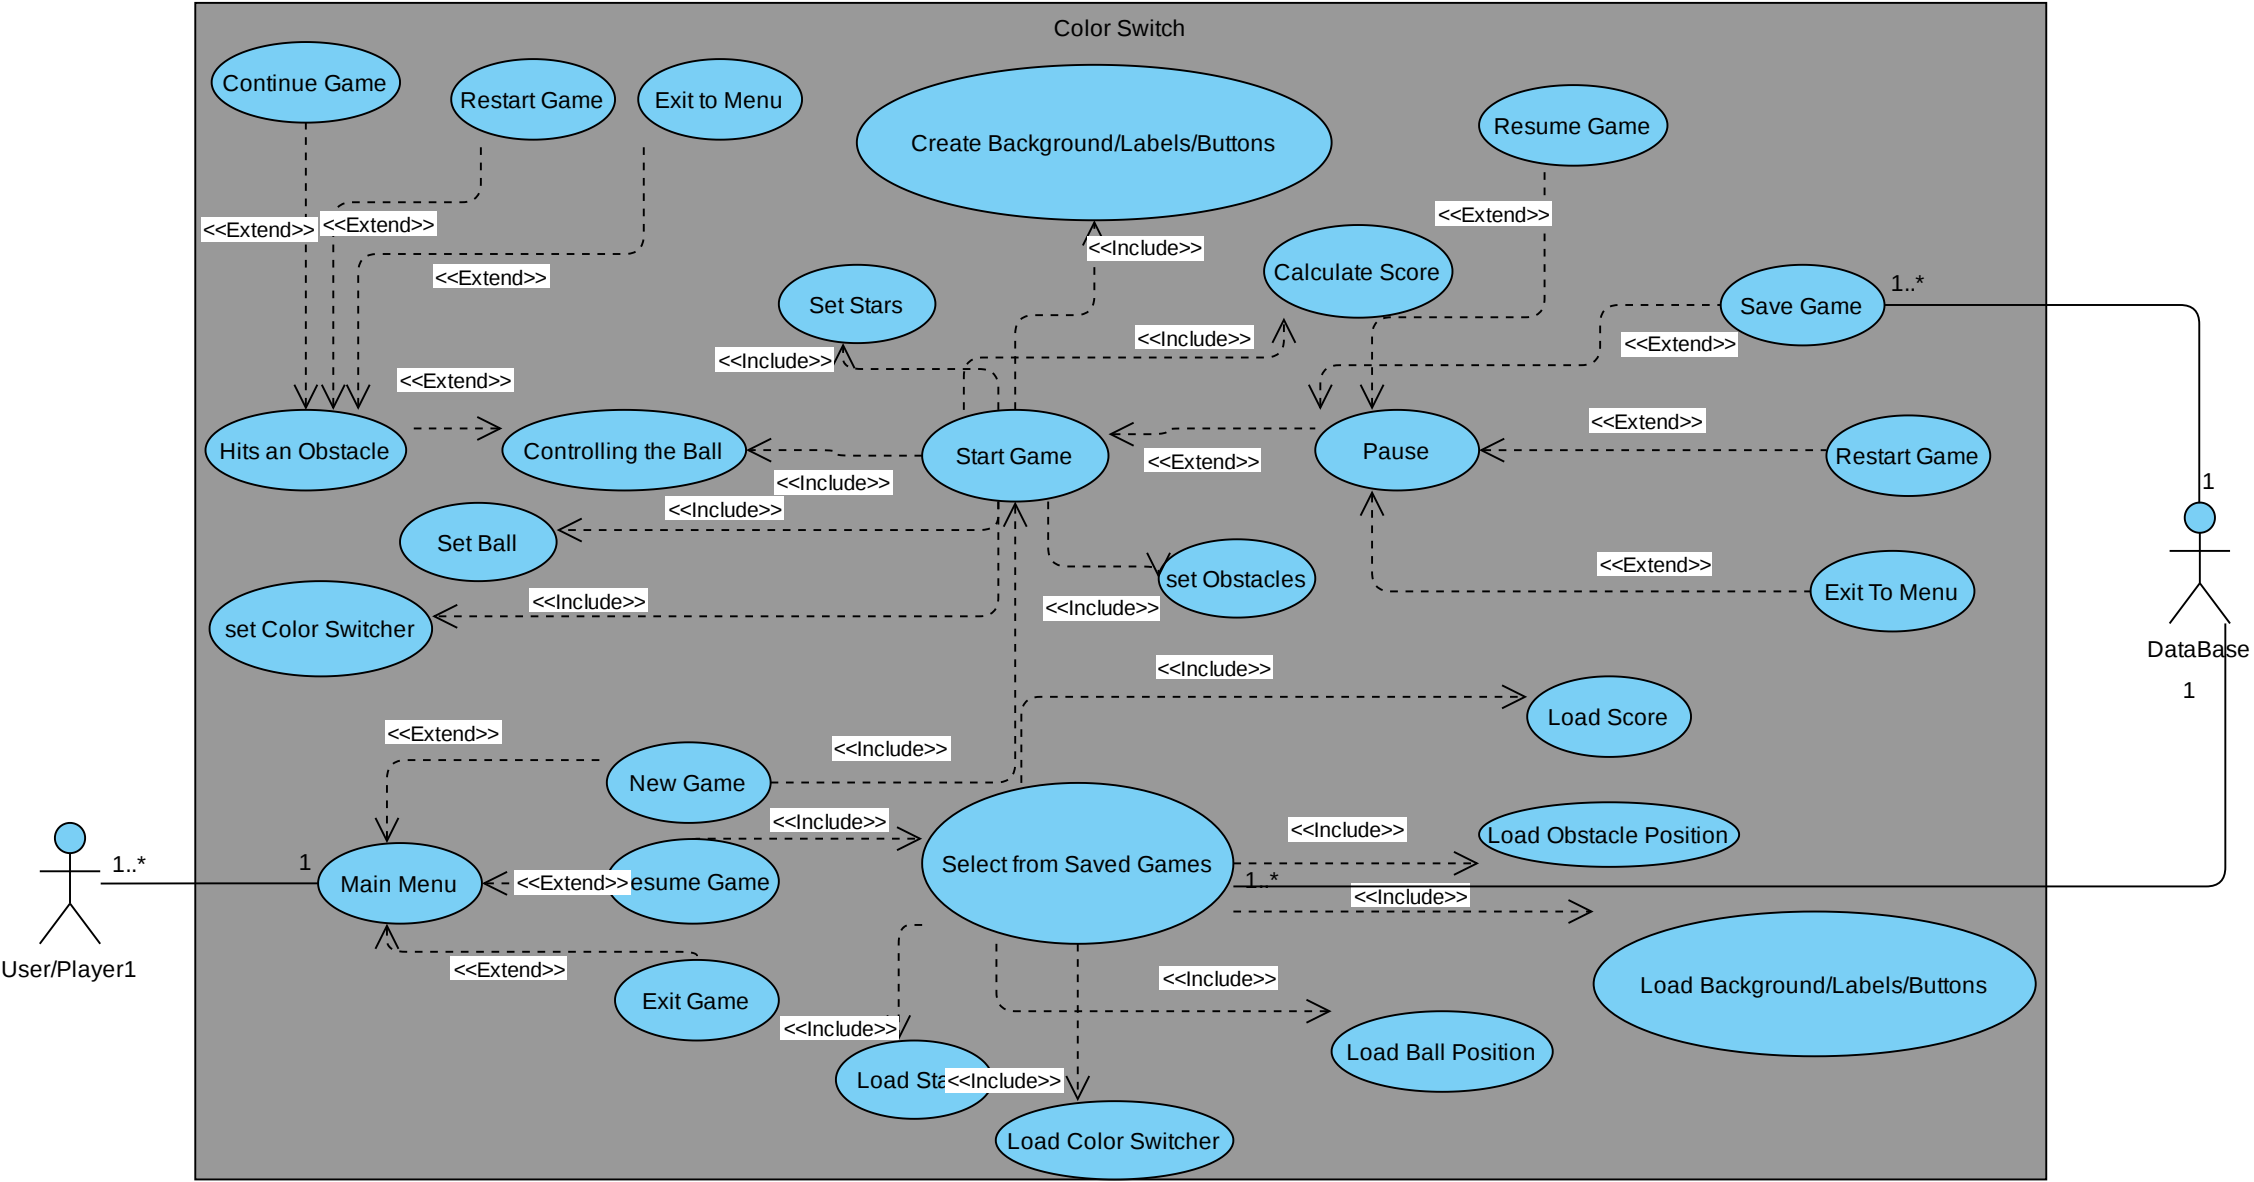 Color Switch
Continue Game
Restart Game
Exit to Menu
Create Background/Labels/Buttons
Resume Game
<<Extend>>
<<Extend>>
<<Extend>>
<<Include>>
<<Extend>>
Calculate Score
<<Extend>>
Set Stars
Save Game
1..*
<<Include>>
<<Include>>
<<Extend>>
<<Extend>>
Hits an Obstacle
Controlling the Ball
Start Game
<<Extend>>
Pause
<<Extend>>
Restart Game
<<Include>>
<<Include>>
1
Set Ball
set Obstacles
<<Extend>>
Exit To Menu
<<Include>>
<<Include>>
set Color Switcher
DataBase
1
<<Include>>
Load Score
<<Extend>>
<<Include>>
New Game
<<Include>>
<<Include>>
Load Obstacle Position
1..*
1
Main Menu
<<Extend>>
esume Game
Select from Saved Games
1..*
<<Include>>
User/Player1
<<Extend>>
Exit Game
<<Include>>
Load Background/Labels/Buttons
<<Include>>
Load Ball Position
Load Sta
<<Include>>
Load Color Switcher